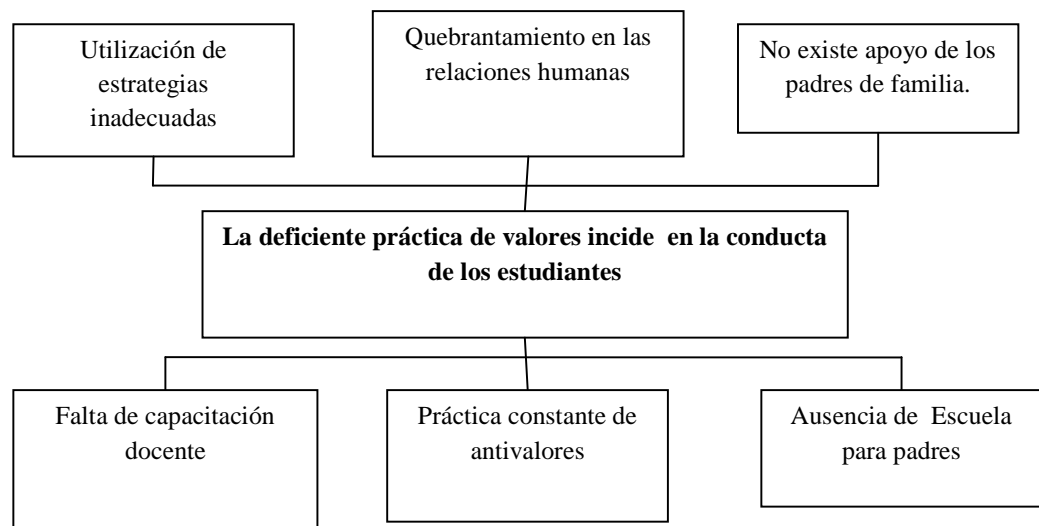 Utilización de
estrategias
inadecuadas
Quebrantamiento en las
relaciones humanas
No existe apoyo de los
padres de familia.
La deficiente práctica de valores incide  en la conducta
de los estudiantes
Falta de capacitación
docente
Práctica constante de
antivalores
Ausencia de  Escuela
para padres